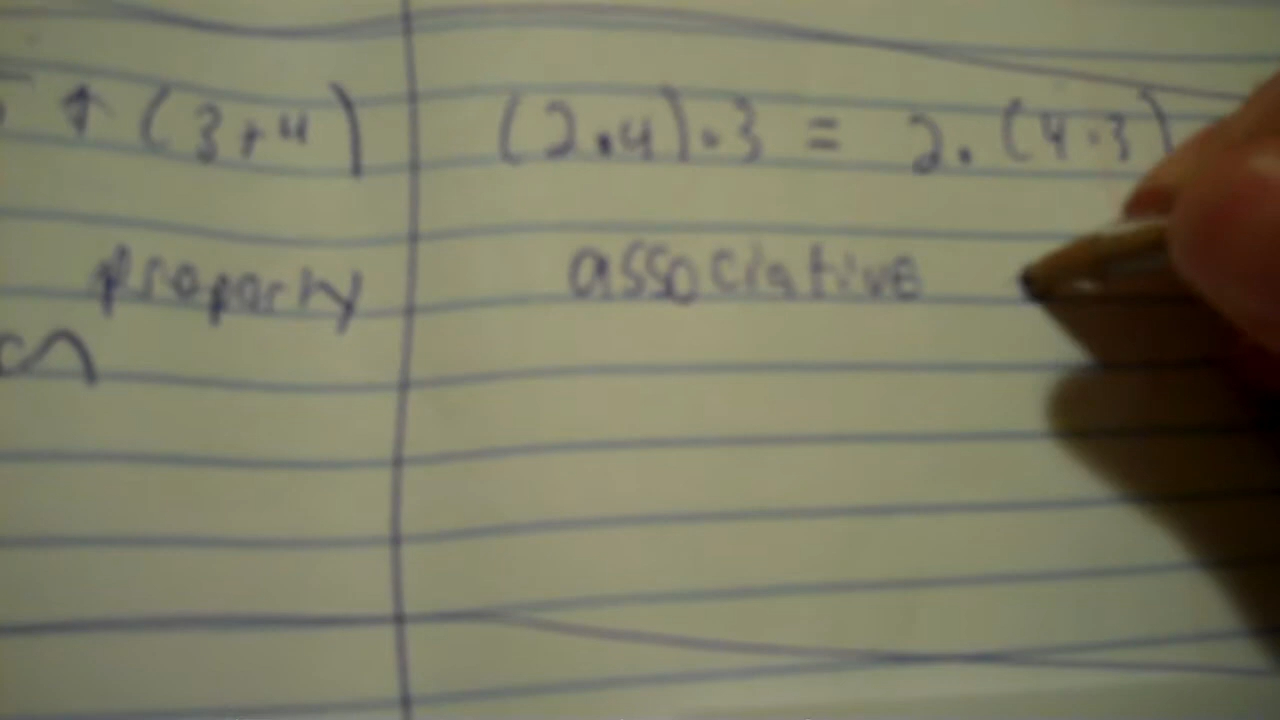 + (3+4)
property
(2.4).3 = 2.(4.3)
associative